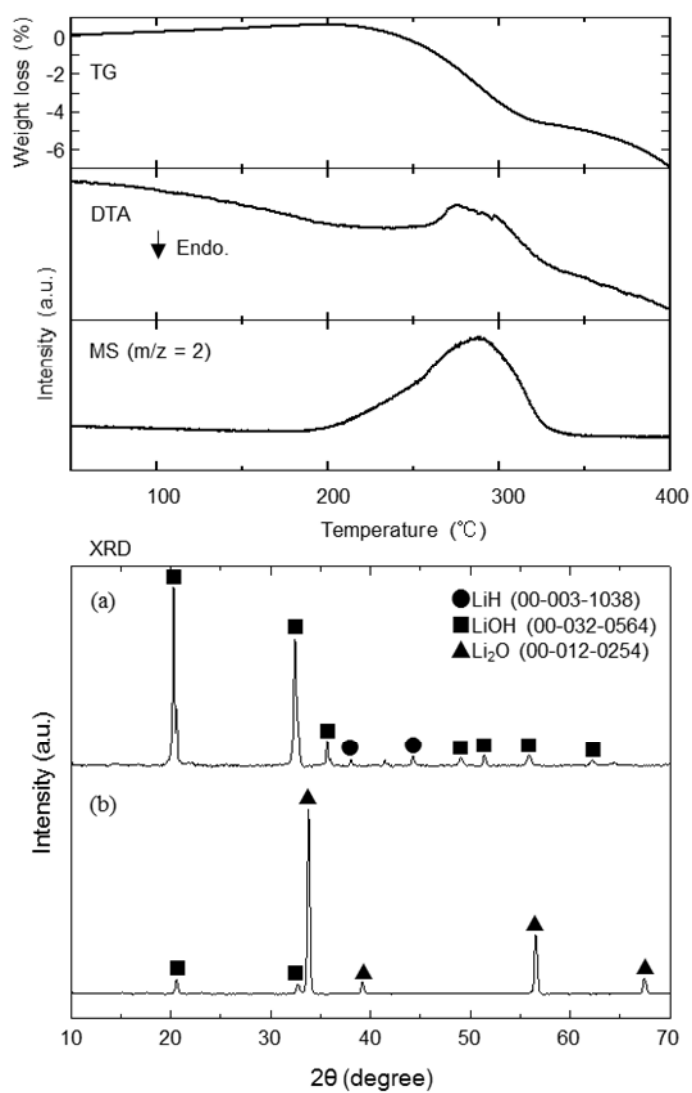 Weight loss (%)
0
-2
-4
-6
TG
DTA
Endo.
Intensity (a.u.)
MS (m/z = 2)
100
200
300
400
Temperature (℃)
XRD
(a)
LiH (00-003-1038)
LiOH (00-032-0564)
Li₂O (00-012-0254)
Intensity (a.u.)
(b)
10
20
30
40
50
60
70
2θ (degree)